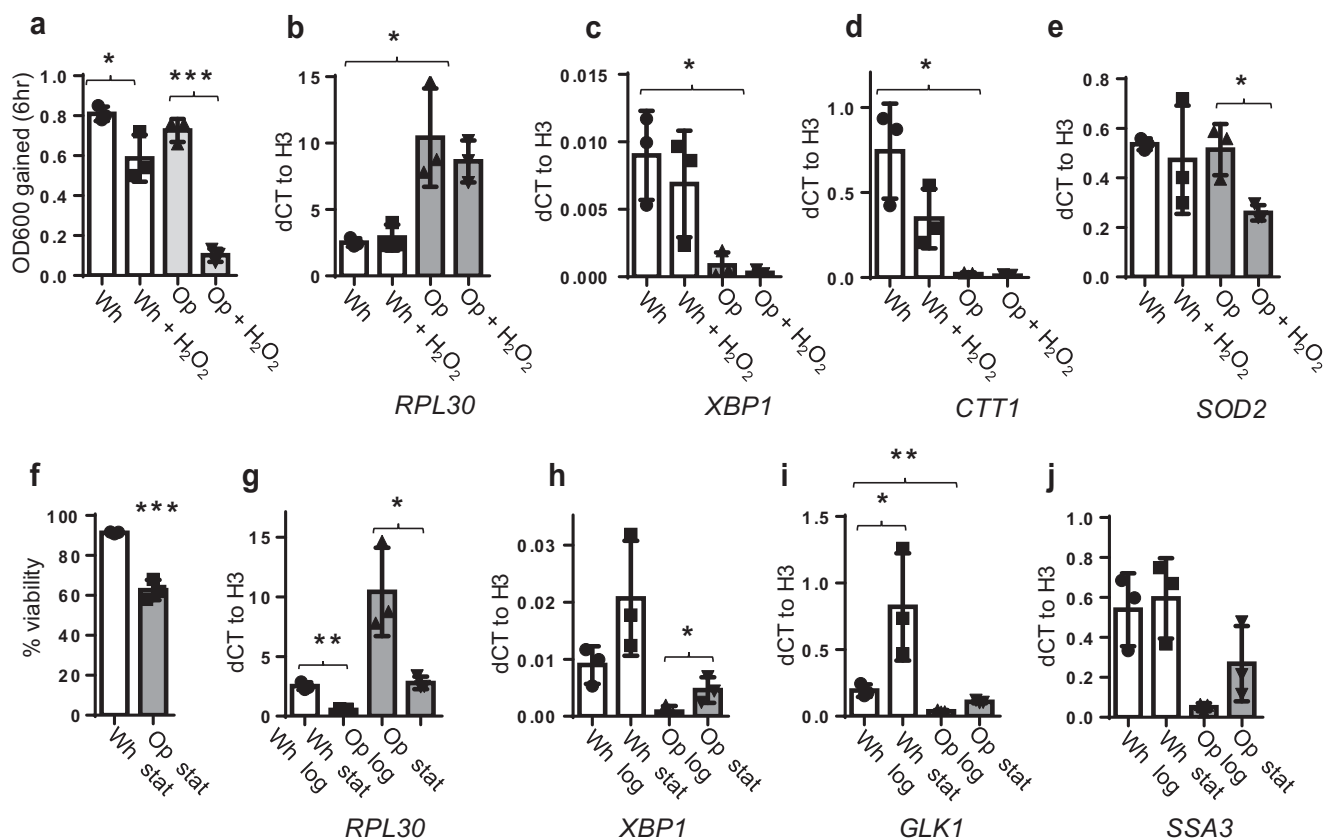 a
b
c
d
e
*
***
OD600 gained (6hr)
1.0
0.8
0.6
0.4
0.2
0.0
Wh
Wh + H2O2
Op
Op + H2O2
*
dCT to H3
15
10
5
0
Wh
Wh + H2O2
Op
Op + H2O2
RPL30
*
dCT to H3
0.015
0.010
0.005
0.000
Wh
Wh + H2O2
Op
Op + H2O2
XBP1
*
dCT to H3
1.0
0.5
0.0
Wh
Wh + H2O2
Op
Op + H2O2
CTT1
*
dCT to H3
0.8
0.6
0.4
0.2
0.0
Wh
Wh + H2O2
Op
Op + H2O2
SOD2
f
g
h
i
j
***
% viability
100
80
60
40
20
0
Wh stat
Op stat
*
**
dCT to H3
15
10
5
0
Wh log
Wh stat
Op log
Op stat
RPL30
*
dCT to H3
0.03
0.02
0.01
0.00
Wh log
Wh stat
Op log
Op stat
XBP1
**
*
dCT to H3
1.5
1.0
0.5
0.0
Wh log
Wh stat
Op log
Op stat
GLK1
dCT to H3
1.0
0.8
0.6
0.4
0.2
0.0
Wh log
Wh stat
Op log
Op stat
SSA3